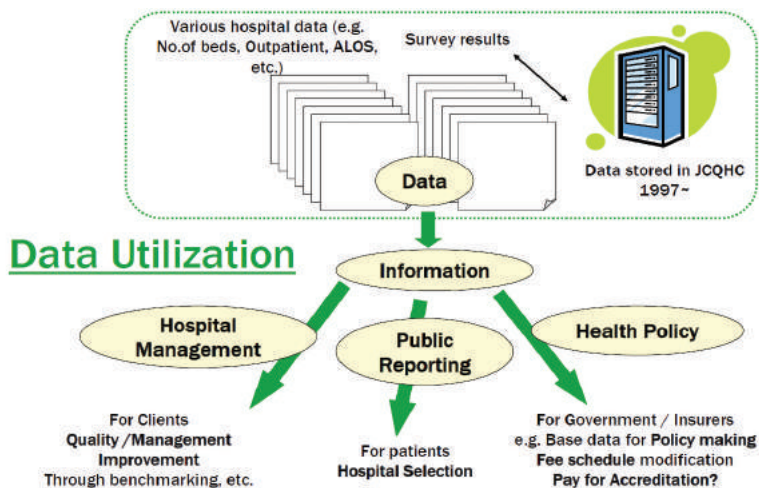 Various hospital data (e.g.
No.of beds, Outpatient, ALOS,
etc.)
Survey results
Data stored in JCQHC
1997~
Data
Data Utilization
Information
Hospital
Management
Public
Reporting
Health Policy
For Clients
Quality /Management
Improvement
Through benchmarking, etc.
For patients
Hospital Selection
For Government / Insurers
e.g. Base data for Policy making
Fee schedule modification
Pay for Accreditation?